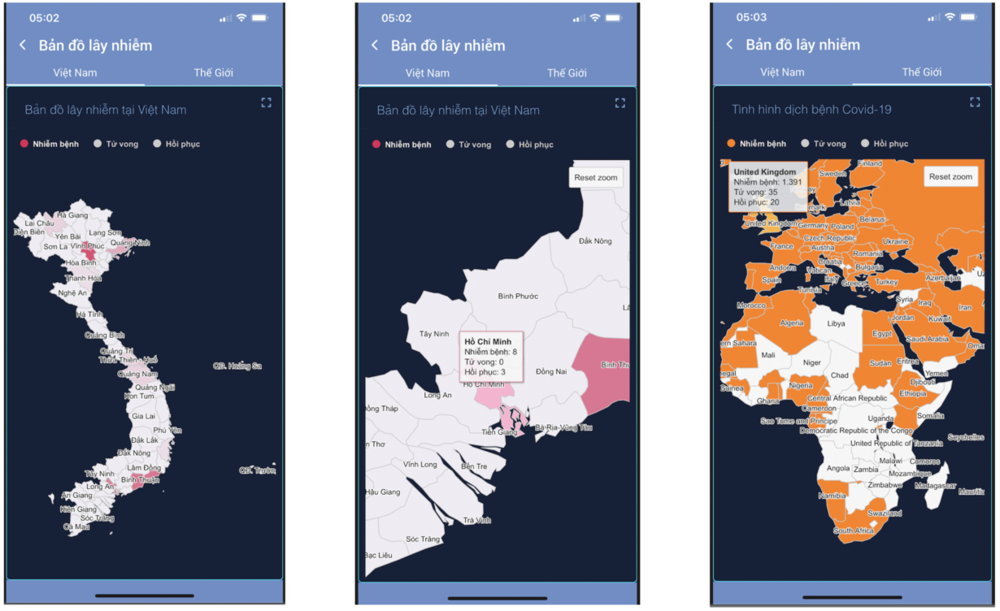 05:02
Bản đồ lây nhiễm
Việt Nam
Thế Giới
Bản đồ lây nhiễm tại Việt Nam
Nhiễm bệnh
Tử vong
Hồi phục
Hà Giang
Lai Châu
Điện Biên
Yên Bái
Lạng Sơn
Sơn La
Vĩnh Phúc
Quảng Ninh
Hòa Bình
Thanh Hóa
Nghệ An
Hà Tĩnh
Quảng Bình
Quảng Trị
Thừa Thiên - Huế
QĐ. Hoàng Sa
Quảng Nam
Quảng Ngãi
Kon Tum
Gia Lai
Phú Yên
Đắk Lắk
Đắk Nông
Lâm Đồng
QĐ. Trườn
Tây Ninh
Bình Thuận
Long An
An Giang
Kiên Giang
Sóc Trăng
Cà Mau
05:02
Bản đồ lây nhiễm
Việt Nam
Thế Giới
Bản đồ lây nhiễm tại Việt Nam
Nhiễm bệnh
Tử vong
Hồi phục
Reset zoom
Đắk Nông
Bình Phước
Lâ
Tây Ninh
Hồ Chí Minh
Nhiễm bệnh: 8
Tử vong: 0
Hồi phục: 3
Bình Thu
Đồng Nai
Hồ Chí Minh
Long An
Đồng Tháp
Tiền Giang
Bà Rịa-Vũng Tàu
n Thơ
Vĩnh Long
Bến Tre
Hậu Giang
Trà Vinh
Sóc Trăng
Bạc Liêu
05:03
Bản đồ lây nhiễm
Việt Nam
Thế Giới
Tình hình dịch bệnh Covid-19
Nhiễm bệnh
Tử vong
Hồi phục
Finland
United Kingdom
Nhiễm bệnh: 1.391
Tử vong: 35
Hồi phục: 20
Sweden
Reset zoom
way
Latvia
mark
United Kingdom
Germany
Poland
Belarus
Czech Republic
France
Austria
Ukraine
Romania
Croatia
Andorra
Vatican
Bulgaria
Spain
Italy
Greece
Turkey
Azerbaijan
Tunisia
Syria
Iraq
Morocco
Iran
Jordan
Kuwait
Algeria
Libya
Egypt
Saudi Arabia
ern Sahara
Oma
Mali
Niger
Sudan
Eritrea
Yemen
egal
Chad
Djibouti
Guinea
Nigeria
Ethiopia
Ghana
Central African Republic
Cameroon
Somalia
Sao Tome and Principe
Uganda
Democratic Republic of the Congo
Seychelles
United Republic of Tanzania
Angola
Zambia
Malawi
Comoros
Mozambique
Zimbabwe
Madagascar
Mauritiu
Namibia
Swaziland
South Africa